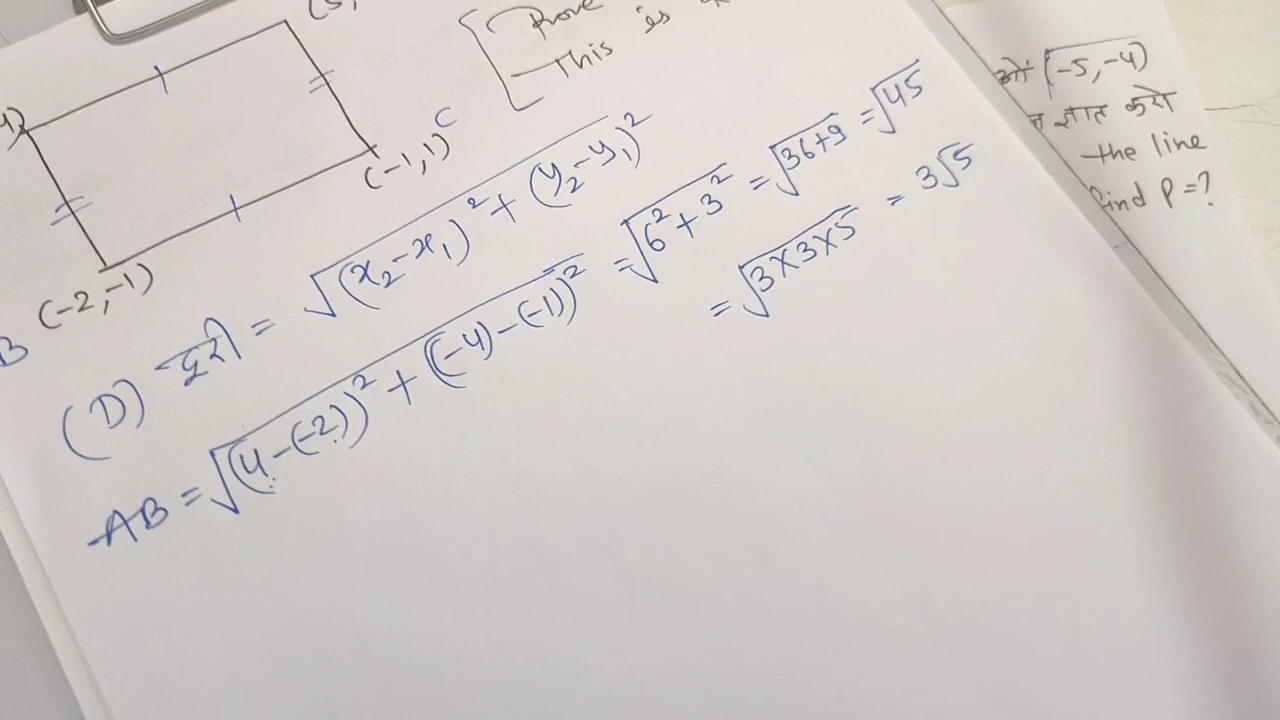 Prove
This is
C
(-1,1)
(-2,-1)
B
(D) दूरी = √(x₂-x₁)² + (y₂-y₁)²
AB = √(4-(-2))² + ((-4)-(-1))² = √6²+3² = √36+9 = √45
= √3×3×5 = 3√5
(-5,-4)
ज्ञात करो
the line
find P=?